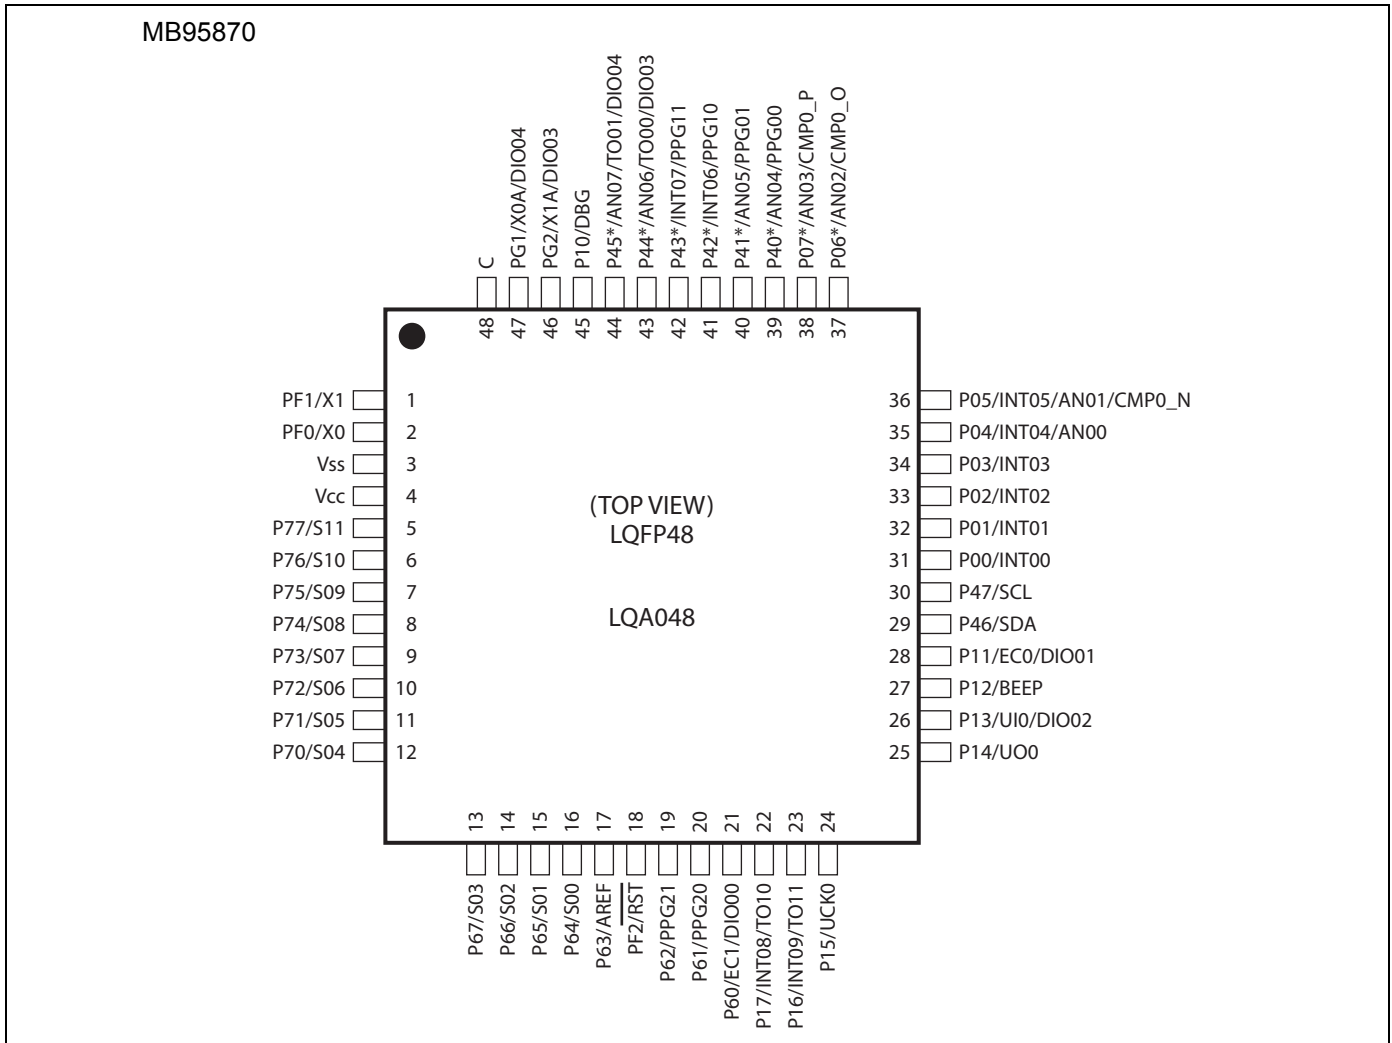 MB95870
C
PG1/X0A/DIO04
PG2/X1A/DIO03
P10/DBG
P45*/AN07/TO01/DIO04
P44*/AN06/TO00/DIO03
P43*/INT07/PPG11
P42*/INT06/PPG10
P41*/AN05/PPG01
P40*/AN04/PPG00
P07*/AN03/CMP0_P
P06*/AN02/CMP0_O
48
47
46
45
44
43
42
41
40
39
38
37
PF1/X1 1
PF0/X0 2
Vss 3
Vcc 4
P77/S11 5
P76/S10 6
P75/S09 7
P74/S08 8
P73/S07 9
P72/S06 10
P71/S05 11
P70/S04 12
(TOP VIEW)
LQFP48
LQA048
36 P05/INT05/AN01/CMP0_N
35 P04/INT04/AN00
34 P03/INT03
33 P02/INT02
32 P01/INT01
31 P00/INT00
30 P47/SCL
29 P46/SDA
28 P11/EC0/DIO01
27 P12/BEEP
26 P13/UI0/DIO02
25 P14/UO0
13
14
15
16
17
18
19
20
21
22
23
24
P67/S03
P66/S02
P65/S01
P64/S00
P63/AREF
PF2/RST
P62/PPG21
P61/PPG20
P60/EC1/DIO00
P17/INT08/TO10
P16/INT09/TO11
P15/UCK0